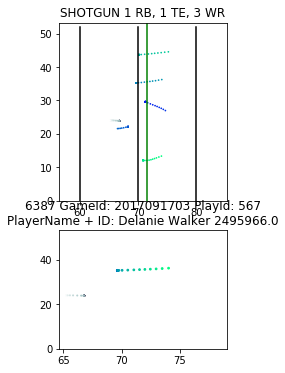 SHOTGUN 1 RB, 1 TE, 3 WR
50
40
30
20
10
0
60 70 80
6387 GameId: 2017091703 PlayId: 567
PlayerName + ID: Delanie Walker 2495966.0
40
20
0
65 70 75